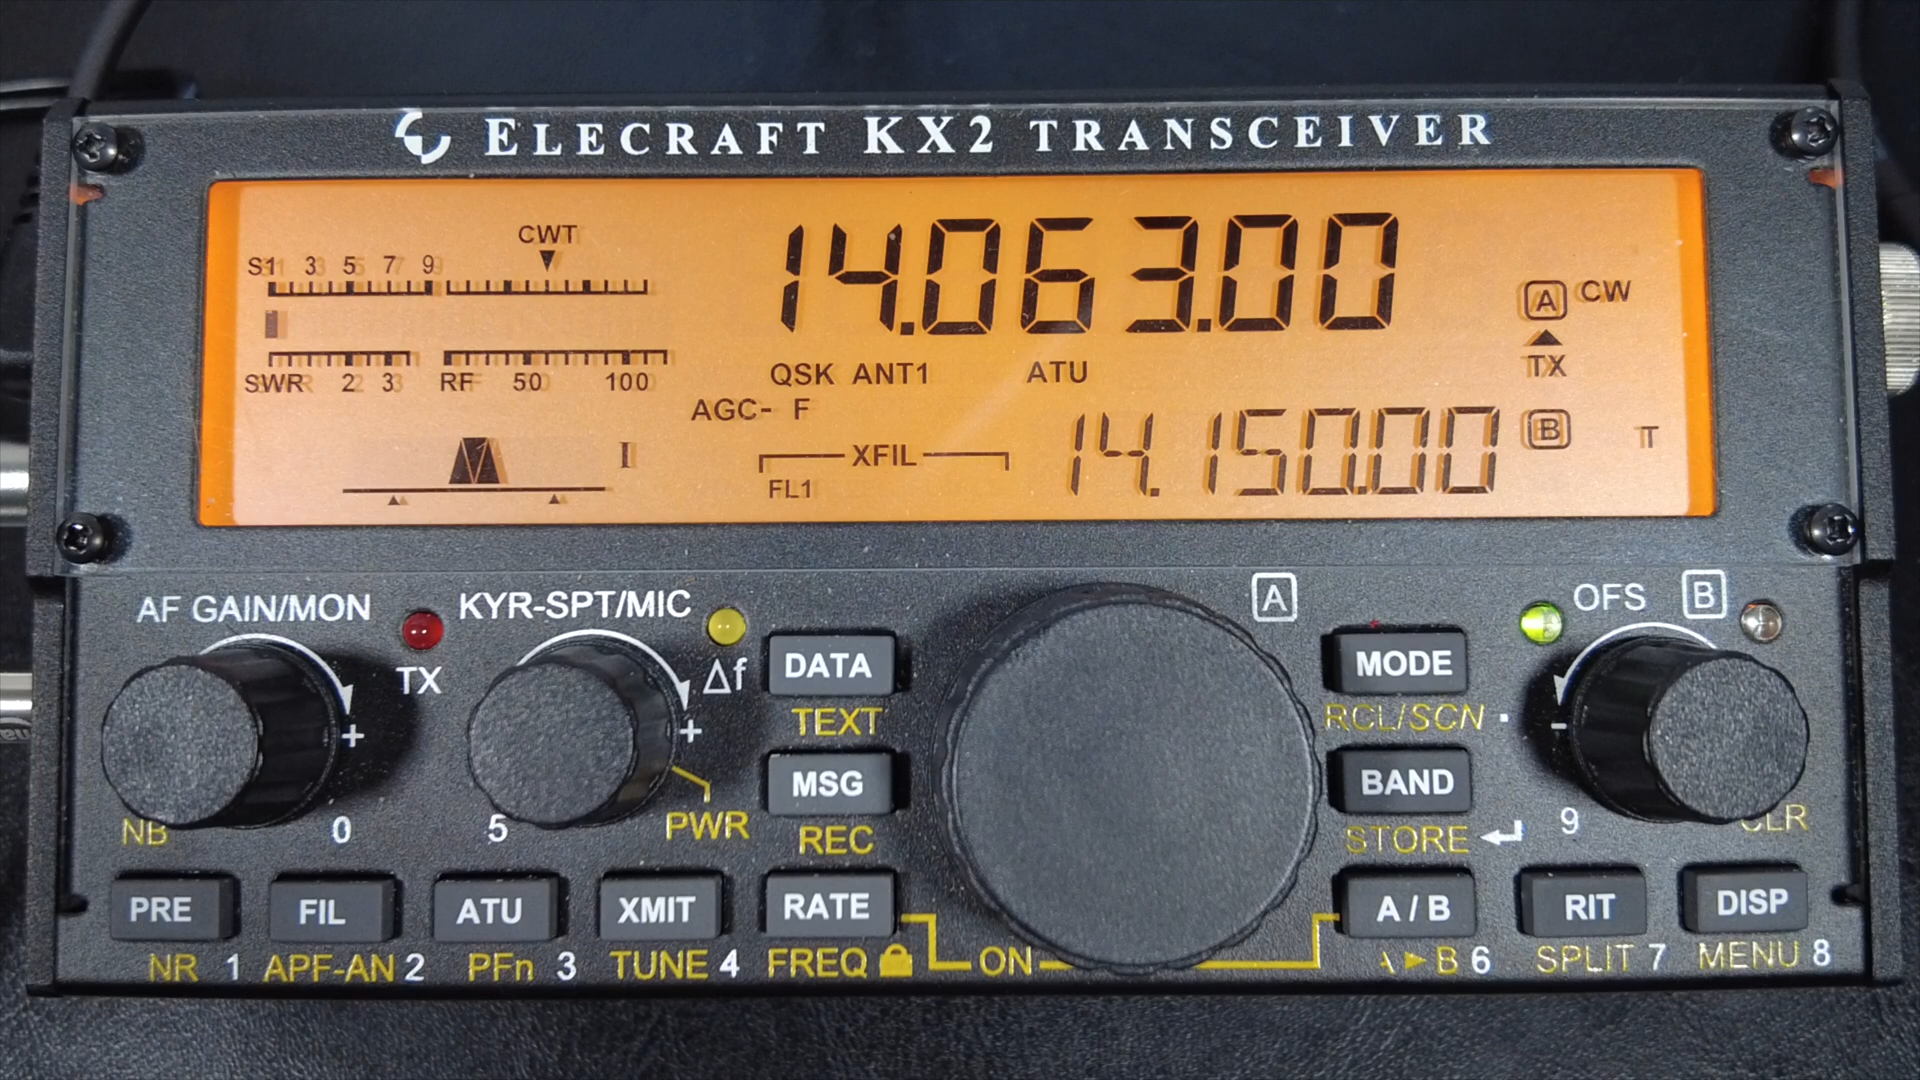 ELECRAFT KX2 TRANSCEIVER
CWT
S1 3 5 7 9
14.063.00
A CW
SWR 2 3 RF 50 100
QSK ANT1 ATU
TX
AGC- F
14.150.00
B T
I
XFIL
FL1
AF GAIN/MON
KYR-SPT/MIC
A
OFS B
TX
Δf
DATA
MODE
TEXT
RCL/SCN .
+
+
-
MSG
BAND
NB 0
5 PWR
REC
STORE
9
CLR
PRE FIL ATU XMIT RATE A / B RIT DISP
NR 1 APF-AN 2 PFn 3 TUNE 4 FREQ ON B 6 SPLIT 7 MENU 8